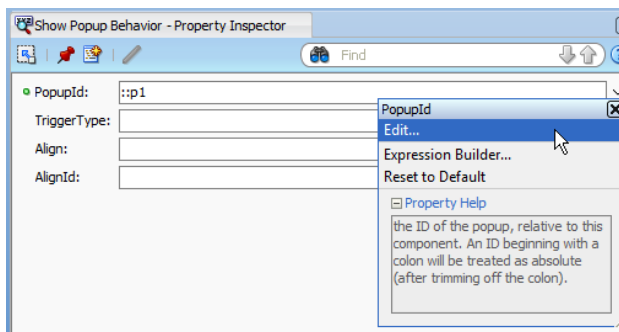 Show Popup Behavior - Property Inspector
Find
PopupId: ::p1
TriggerType:
Align:
AlignId:
PopupId
Edit...
Expression Builder...
Reset to Default
Property Help
the ID of the popup, relative to this
component. An ID beginning with a
colon will be treated as absolute
(after trimming off the colon).